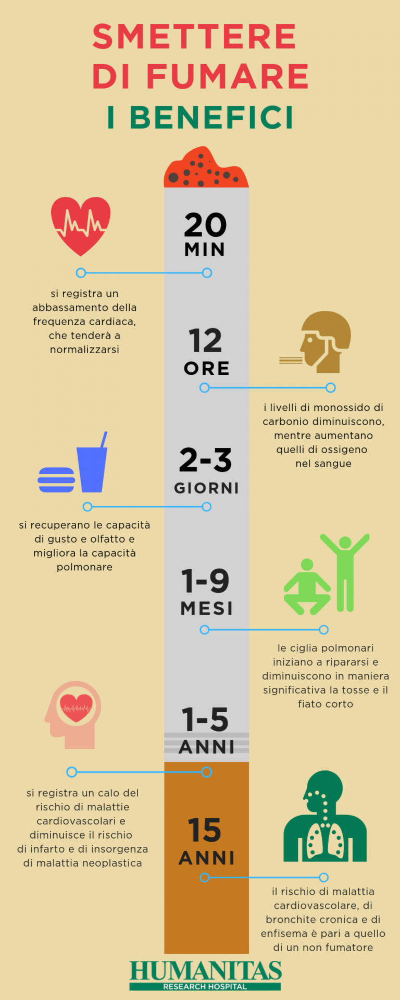 SMETTERE
DI FUMARE
I BENEFICI
20
MIN
si registra un
abbassamento della
frequenza cardiaca,
che tenderà a
normalizzarsi
12
ORE
i livelli di monossido di
carbonio diminuiscono,
mentre aumentano
quelli di ossigeno
nel sangue
2-3
GIORNI
si recuperano le capacità
di gusto e olfatto e
migliora la capacità
polmonare
1-9
MESI
le ciglia polmonari
iniziano a ripararsi e
diminuiscono in maniera
significativa la tosse e il
fiato corto
1-5
ANNI
si registra un calo del
rischio di malattie
cardiovascolari e
diminuisce il rischio
di infarto e di insorgenza
di malattia neoplastica
15
ANNI
il rischio di malattia
cardiovascolare, di
bronchite cronica e di
enfisema è pari a quello
di un non fumatore
HUMANITAS
RESEARCH HOSPITAL